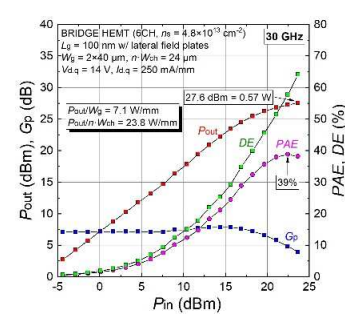 BRIDGE HEMT (6CH, ns = 4.8×10¹³ cm⁻²)
Lg = 100 nm w/ lateral field plates
Wg = 2×40 μm, n·Wch = 24 μm
Vd.q = 14 V, Id.q = 250 mA/mm
30 GHz
27.6 dBm = 0.57 W
Pout/Wg = 7.1 W/mm
Pout/n·Wch = 23.8 W/mm
Pout
DE
PAE
39%
Gp
Pout (dBm), Gp (dB)
40
35
30
25
20
15
10
5
0
PAE, DE (%)
80
70
60
50
40
30
20
10
0
-5 0 5 10 15 20 25
Pin (dBm)